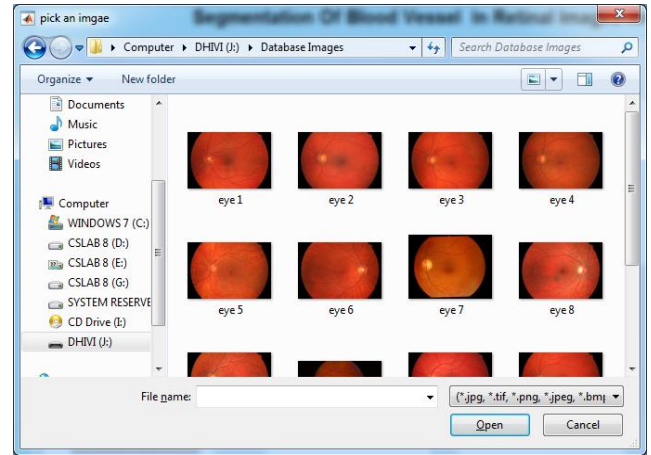 pick an imgae
Segmentation Of Blood Vessel in Retinal Imag
Computer ▸ DHIVI (J:) ▸ Database Images
Search Database Images
Organize
New folder
Documents
Music
Pictures
Videos
Computer
WINDOWS 7 (C:)
CSLAB 8 (D:)
CSLAB 8 (E:)
CSLAB 8 (G:)
SYSTEM RESERVE
CD Drive (I:)
DHIVI (J:)
eye 1
eye 2
eye 3
eye 4
eye 5
eye 6
eye 7
eye 8
File name:
(*.jpg, *.tif, *.png, *.jpeg, *.bmp
Open
Cancel